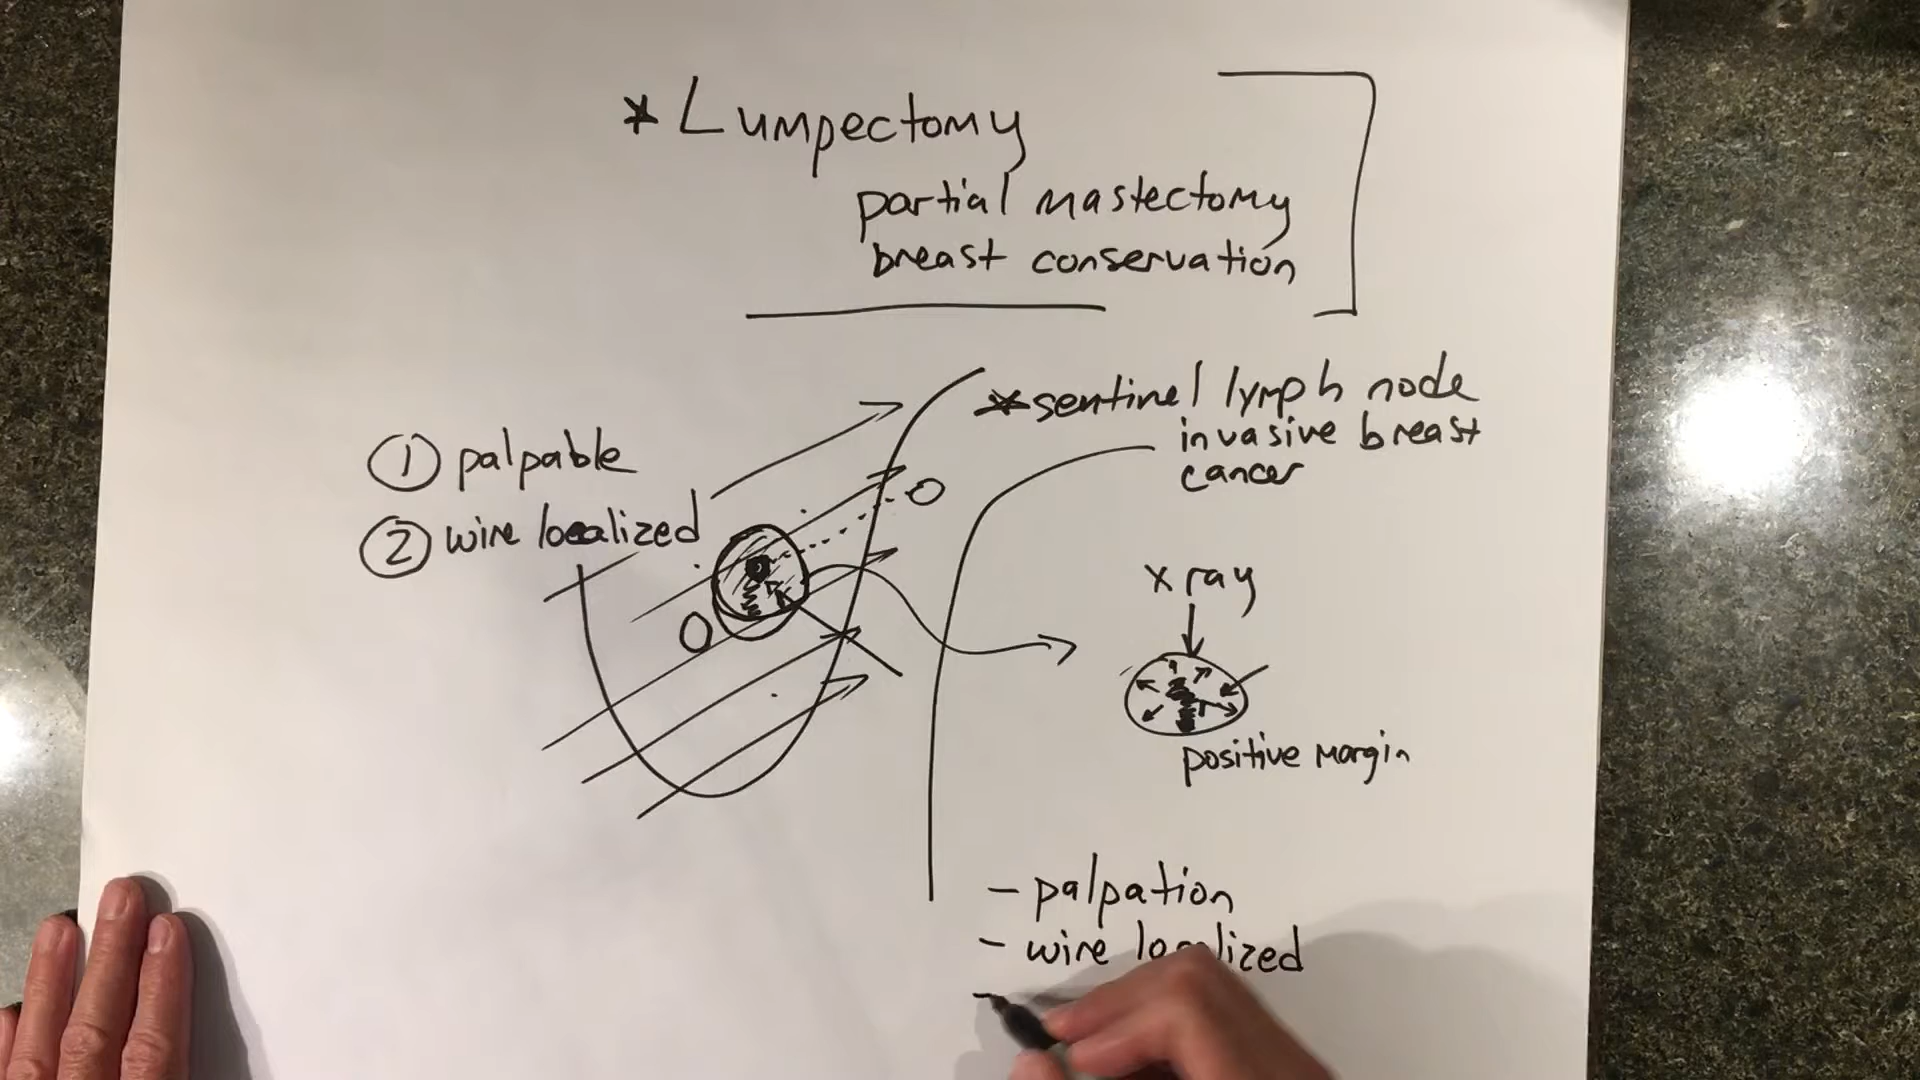 * Lumpectomy
partial mastectomy
breast conservation
* sentinel lymph node
invasive breast
cancer
① palpable
② wire localized
x ray
positive margin
- palpation
- wire localized
-